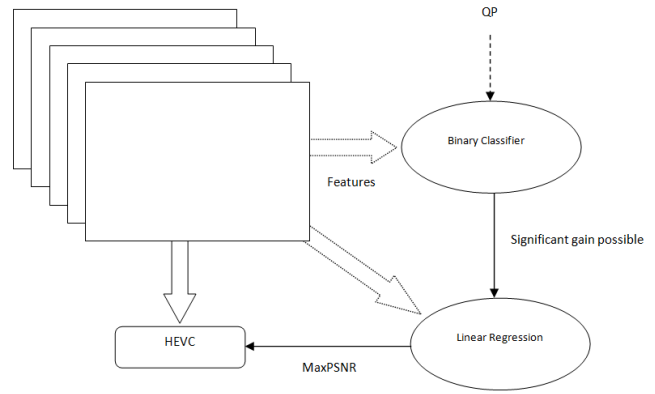 QP
Binary Classifier
Features
Significant gain possible
Linear Regression
HEVC
MaxPSNR